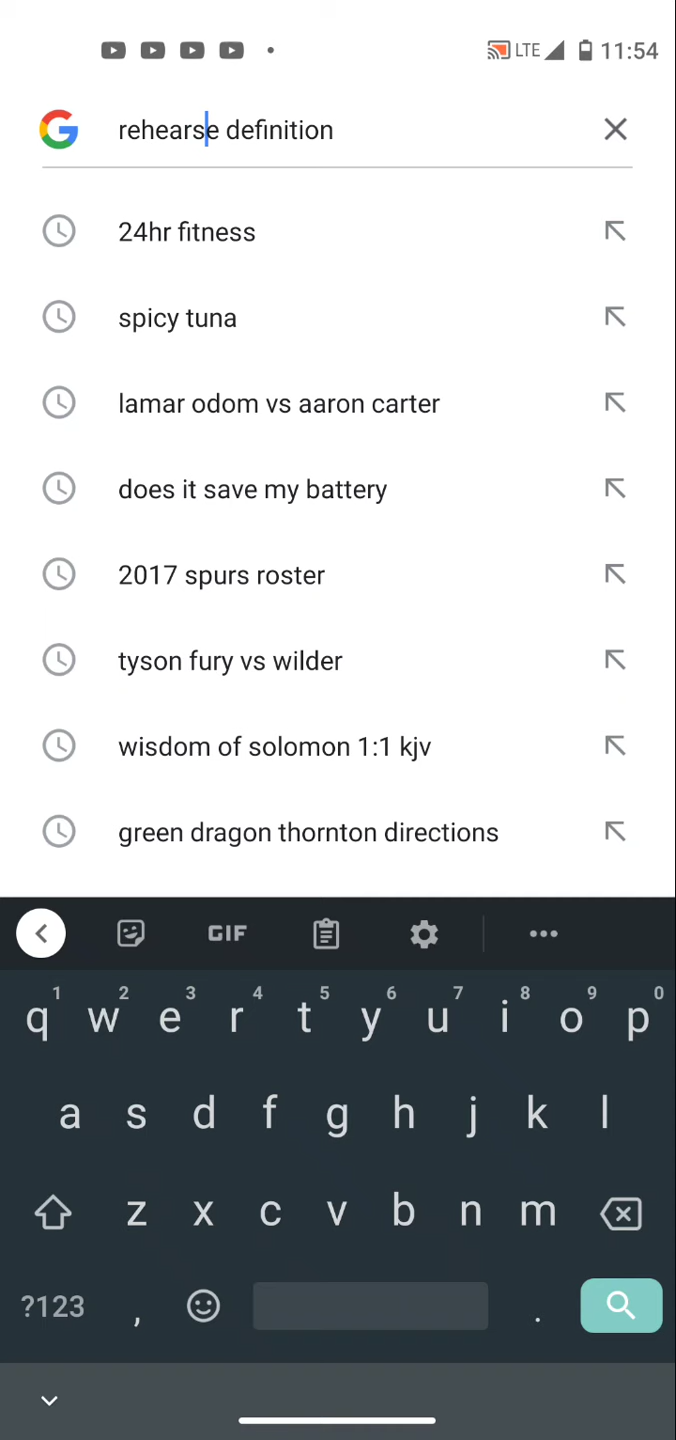 LTE 11:54
rehearse definition
24hr fitness
spicy tuna
lamar odom vs aaron carter
does it save my battery
2017 spurs roster
tyson fury vs wilder
wisdom of solomon 1:1 kjv
green dragon thornton directions
GIF
1 2 3 4 5 6 7 8 9 0
q w e r t y u i o p
a s d f g h j k l
z x c v b n m
?123 , .